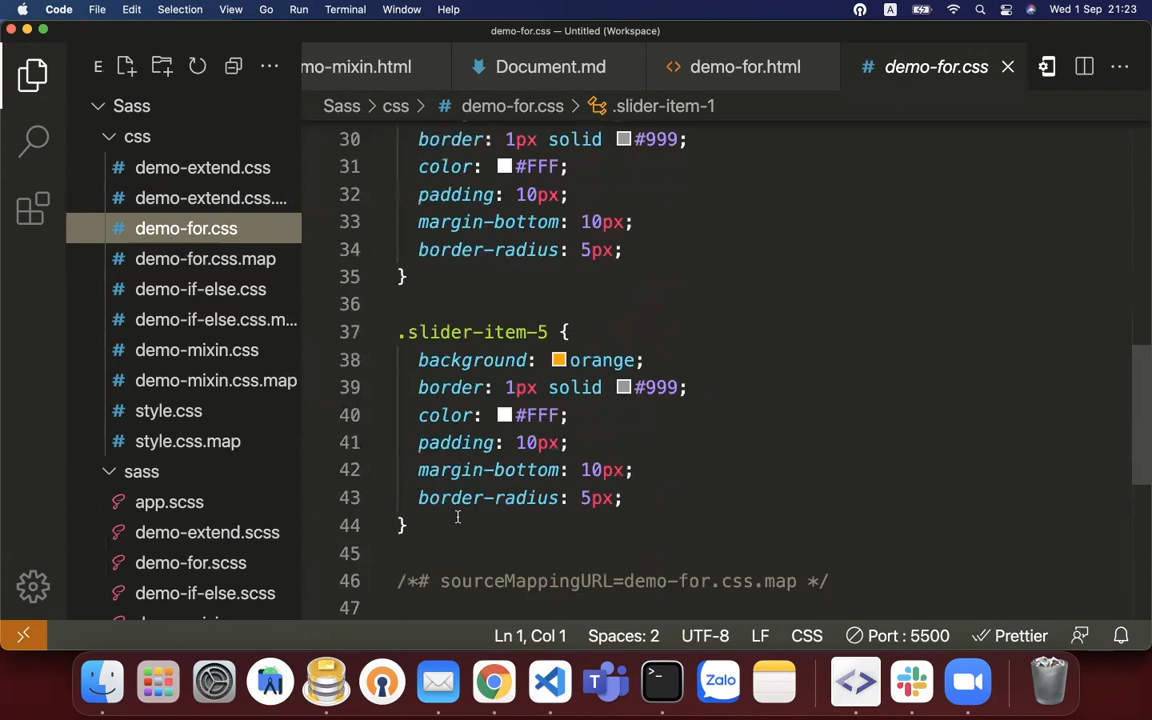 Code File Edit Selection View Go Run Terminal Window Help A Wed 1 Sep 21:23
demo-for.css — Untitled (Workspace)
E ··· mo-mixin.html Document.md <> demo-for.html # demo-for.css ···
Sass Sass > css > # demo-for.css > .slider-item-1
css
# demo-extend.css
# demo-extend.css....
# demo-for.css
# demo-for.css.map
# demo-if-else.css
# demo-if-else.css.m...
# demo-mixin.css
# demo-mixin.css.map
# style.css
# style.css.map
sass
app.scss
demo-extend.scss
demo-for.scss
demo-if-else.scss
30 border: 1px solid #999;
31 color: #FFF;
32 padding: 10px;
33 margin-bottom: 10px;
34 border-radius: 5px;
35 }
36
37 .slider-item-5 {
38 background: orange;
39 border: 1px solid #999;
40 color: #FFF;
41 padding: 10px;
42 margin-bottom: 10px;
43 border-radius: 5px;
44 }
45
46 /*# sourceMappingURL=demo-for.css.map */
47
Ln 1, Col 1 Spaces: 2 UTF-8 LF CSS Port : 5500 Prettier
Zalo